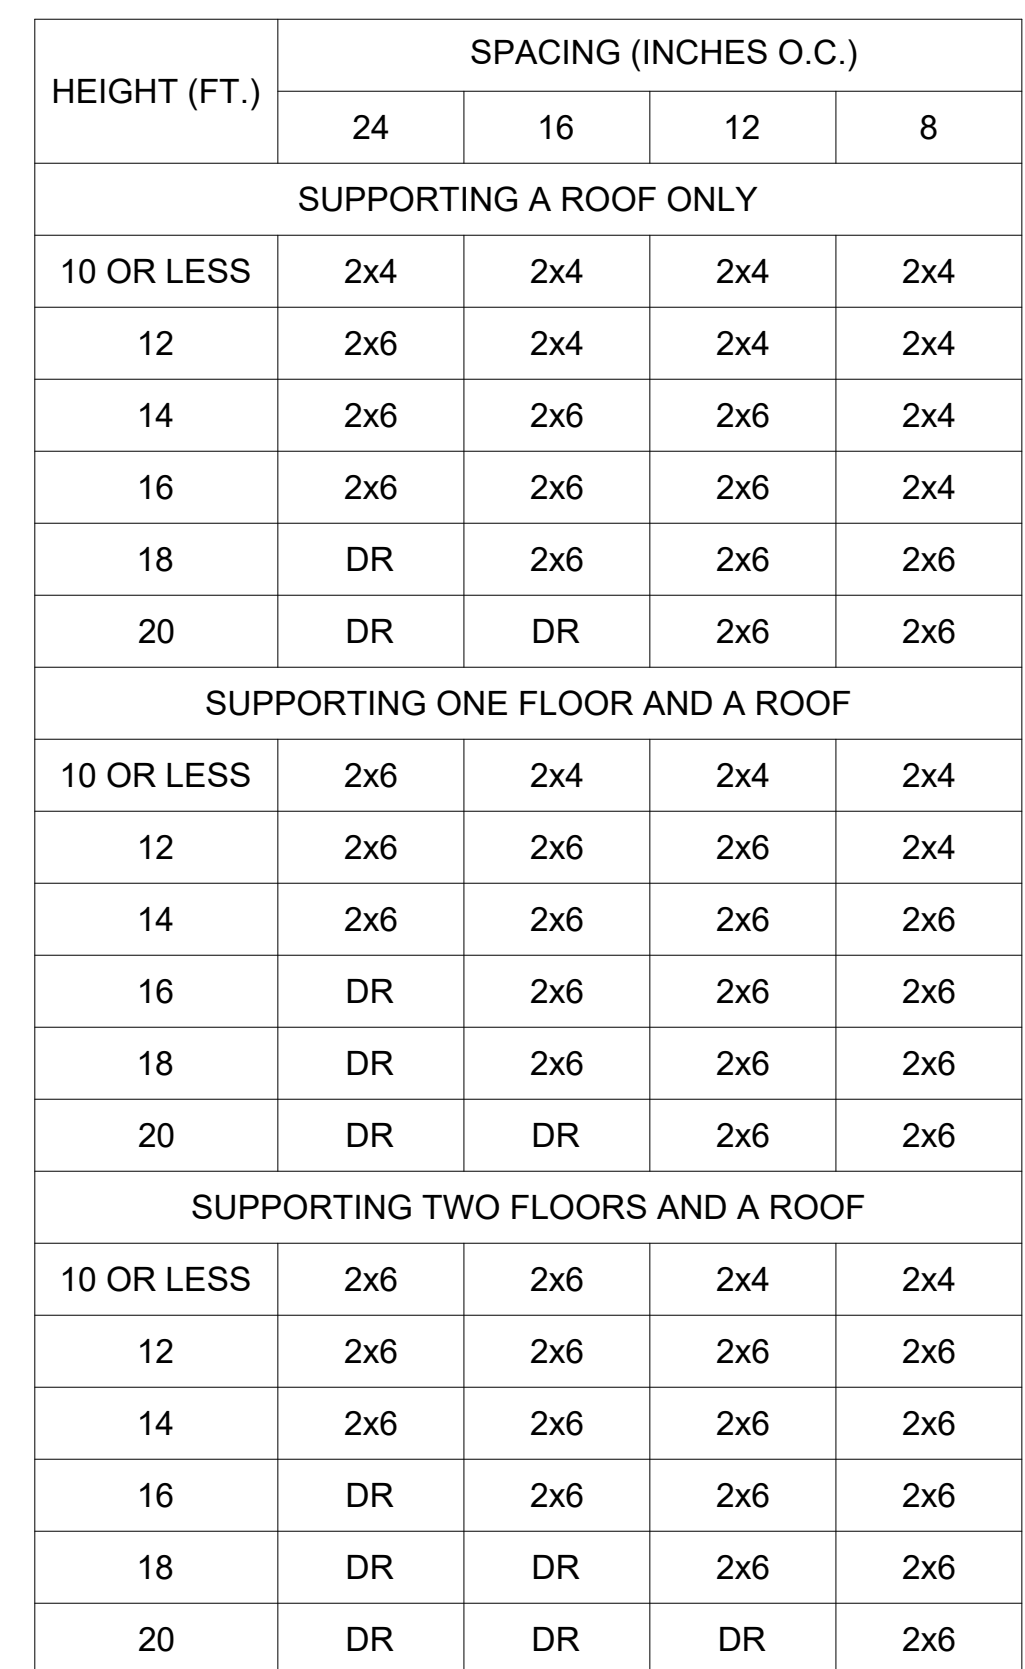 HEIGHT (FT.) SPACING (INCHES O.C.)
24 16 12 8
SUPPORTING A ROOF ONLY
10 OR LESS 2x4 2x4 2x4 2x4
12 2x6 2x4 2x4 2x4
14 2x6 2x6 2x6 2x4
16 2x6 2x6 2x6 2x4
18 DR 2x6 2x6 2x6
20 DR DR 2x6 2x6
SUPPORTING ONE FLOOR AND A ROOF
10 OR LESS 2x6 2x4 2x4 2x4
12 2x6 2x6 2x6 2x4
14 2x6 2x6 2x6 2x6
16 DR 2x6 2x6 2x6
18 DR 2x6 2x6 2x6
20 DR DR 2x6 2x6
SUPPORTING TWO FLOORS AND A ROOF
10 OR LESS 2x6 2x6 2x4 2x4
12 2x6 2x6 2x6 2x6
14 2x6 2x6 2x6 2x6
16 DR 2x6 2x6 2x6
18 DR DR 2x6 2x6
20 DR DR DR 2x6